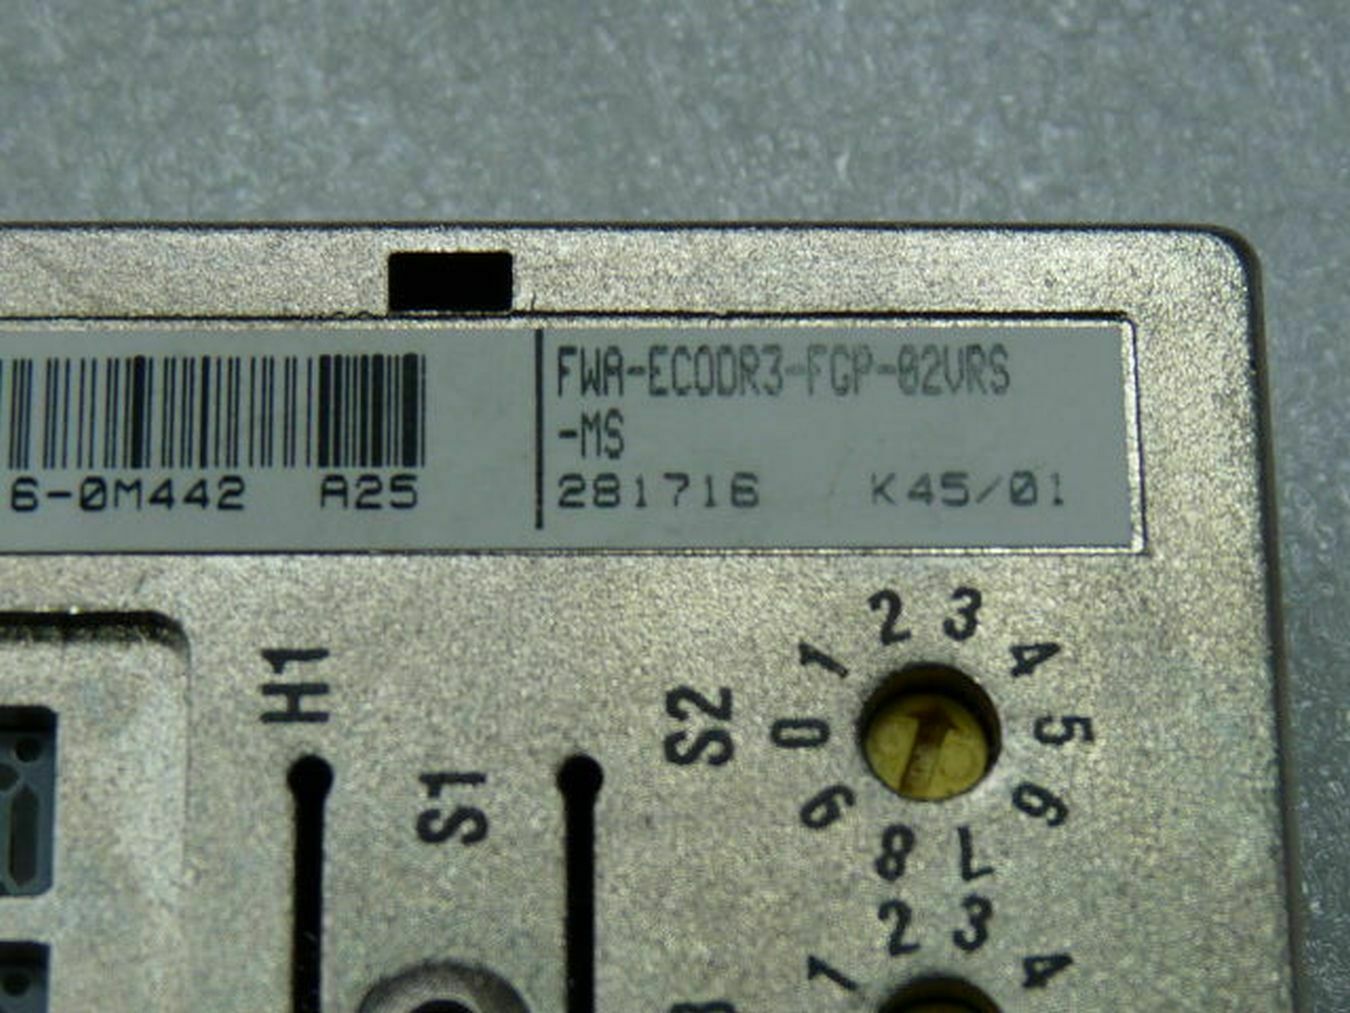 FWA-ECODR3-FGP-02VRS
-MS
6-0M442 A25
281716 K45/01
H1
S1
S2
0 1 2 3 4 5 6 7 8 9
1 2 3 4